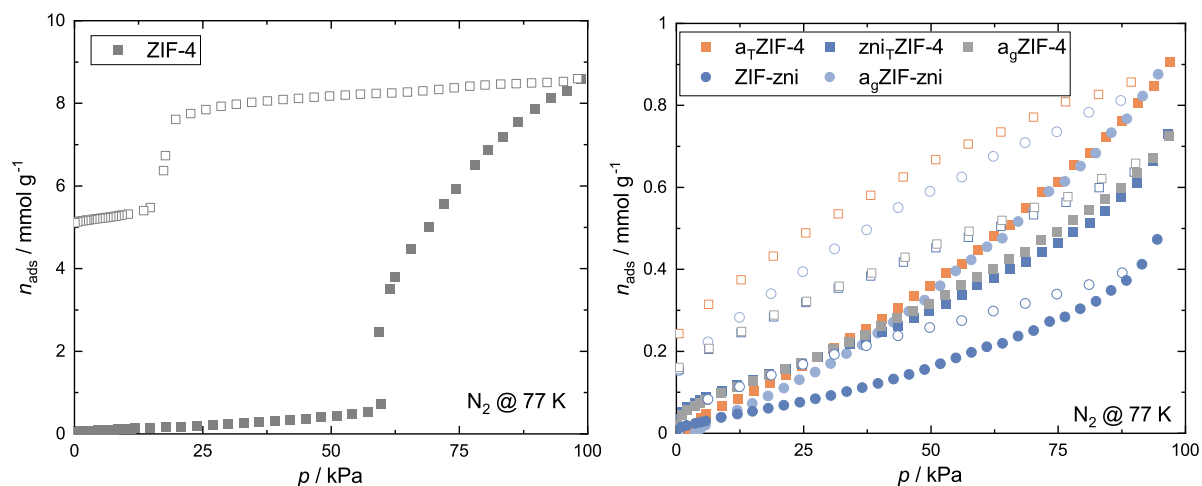 10
8
6
4
2
0
n_ads / mmol g⁻¹
ZIF-4
N₂ @ 77 K
0 25 50 75 100
p / kPa
1
0.8
0.6
0.4
0.2
0
n_ads / mmol g⁻¹
a_TZIF-4 zni_TZIF-4 a_gZIF-4
ZIF-zni a_gZIF-zni
N₂ @ 77 K
0 25 50 75 100
p / kPa